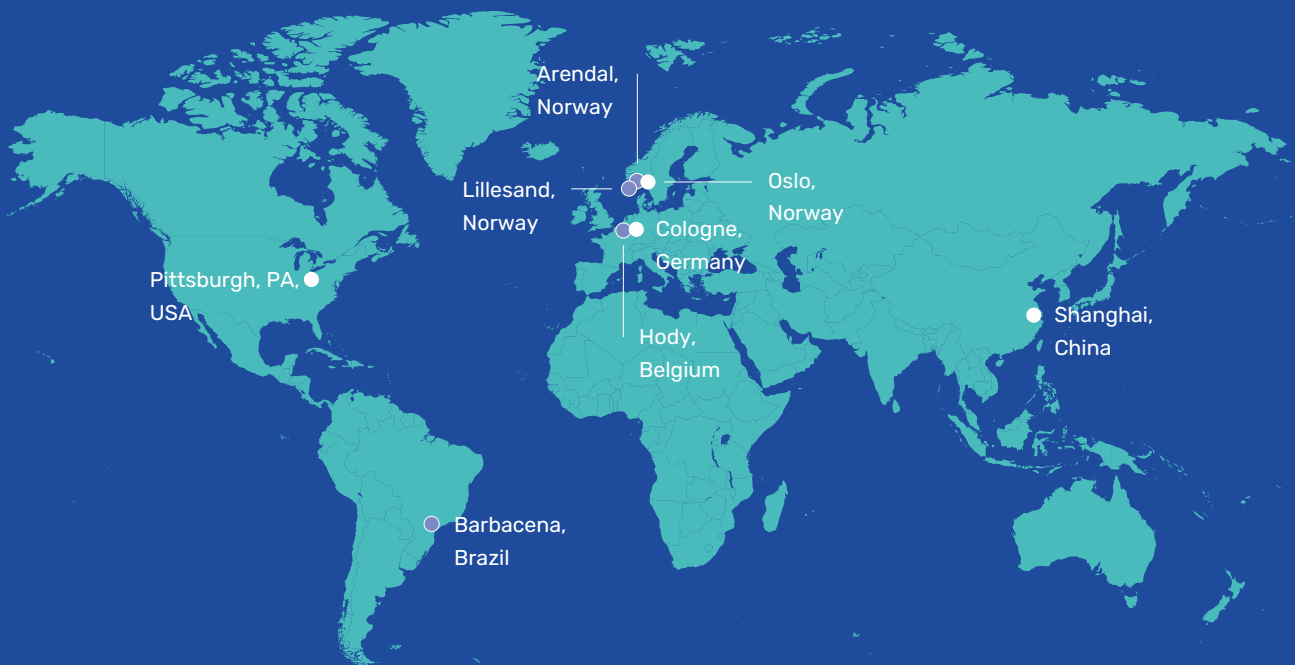 Arendal,
Norway
Lillesand,
Norway
Oslo,
Norway
Cologne,
Germany
Pittsburgh, PA,
USA
Hody,
Belgium
Shanghai,
China
Barbacena,
Brazil